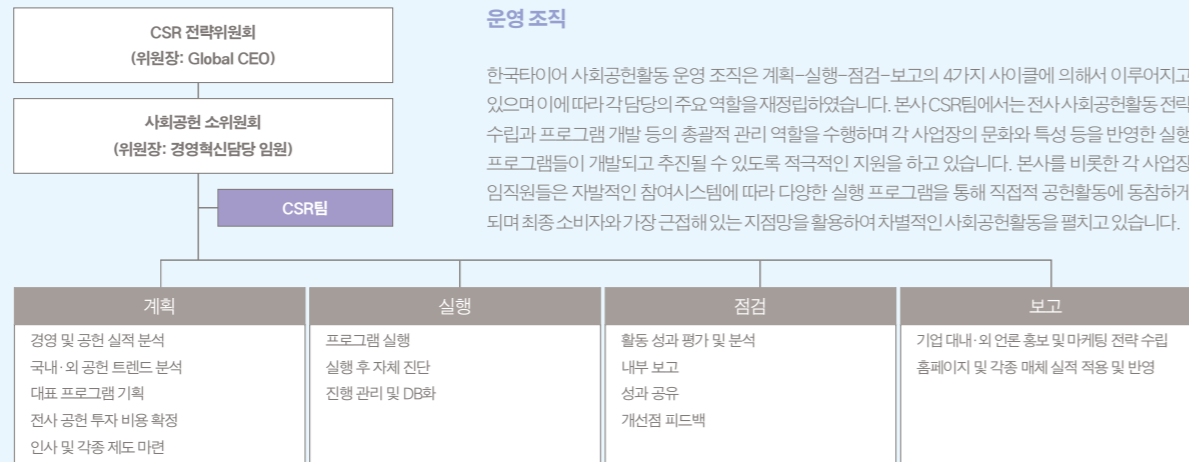 CSR 전략위원회
(위원장: Global CEO)
사회공헌 소위원회
(위원장: 경영혁신담당 임원)
CSR팀
운영 조직
한국타이어 사회공헌활동 운영 조직은 계획-실행-점검-보고의 4가지 사이클에 의해서 이루어지고
있으며 이에 따라 각 담당의 주요 역할을 재정립하였습니다. 본사 CSR팀에서는 전사 사회공헌활동 전략
수립과 프로그램 개발 등의 총괄적 관리 역할을 수행하며 각 사업장의 문화와 특성 등을 반영한 실행
프로그램들이 개발되고 추진될 수 있도록 적극적인 지원을 하고 있습니다. 본사를 비롯한 각 사업장
임직원들은 자발적인 참여시스템에 따라 다양한 실행 프로그램을 통해 직접적 공헌활동에 동참하게
되며 최종 소비자와 가장 근접해 있는 지점망을 활용하여 차별적인 사회공헌활동을 펼치고 있습니다.
계획
경영 및 공헌 실적 분석
국내·외 공헌 트렌드 분석
대표 프로그램 기획
전사 공헌 투자 비용 확정
인사 및 각종 제도 마련
실행
프로그램 실행
실행 후 자체 진단
진행 관리 및 DB화
점검
활동 성과 평가 및 분석
내부 보고
성과 공유
개선점 피드백
보고
기업 대내·외 언론 홍보 및 마케팅 전략 수립
홈페이지 및 각종 매체 실적 적용 및 반영